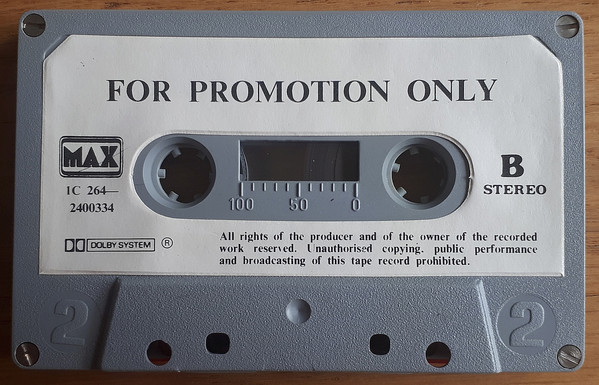 FOR PROMOTION ONLY
MAX
1C 264—
2400334
B
STEREO
100 50 0
DOLBY SYSTEM ®
All rights of the producer and of the owner of the recorded
work reserved. Unauthorised copying, public performance
and broadcasting of this tape record prohibited.
2 2